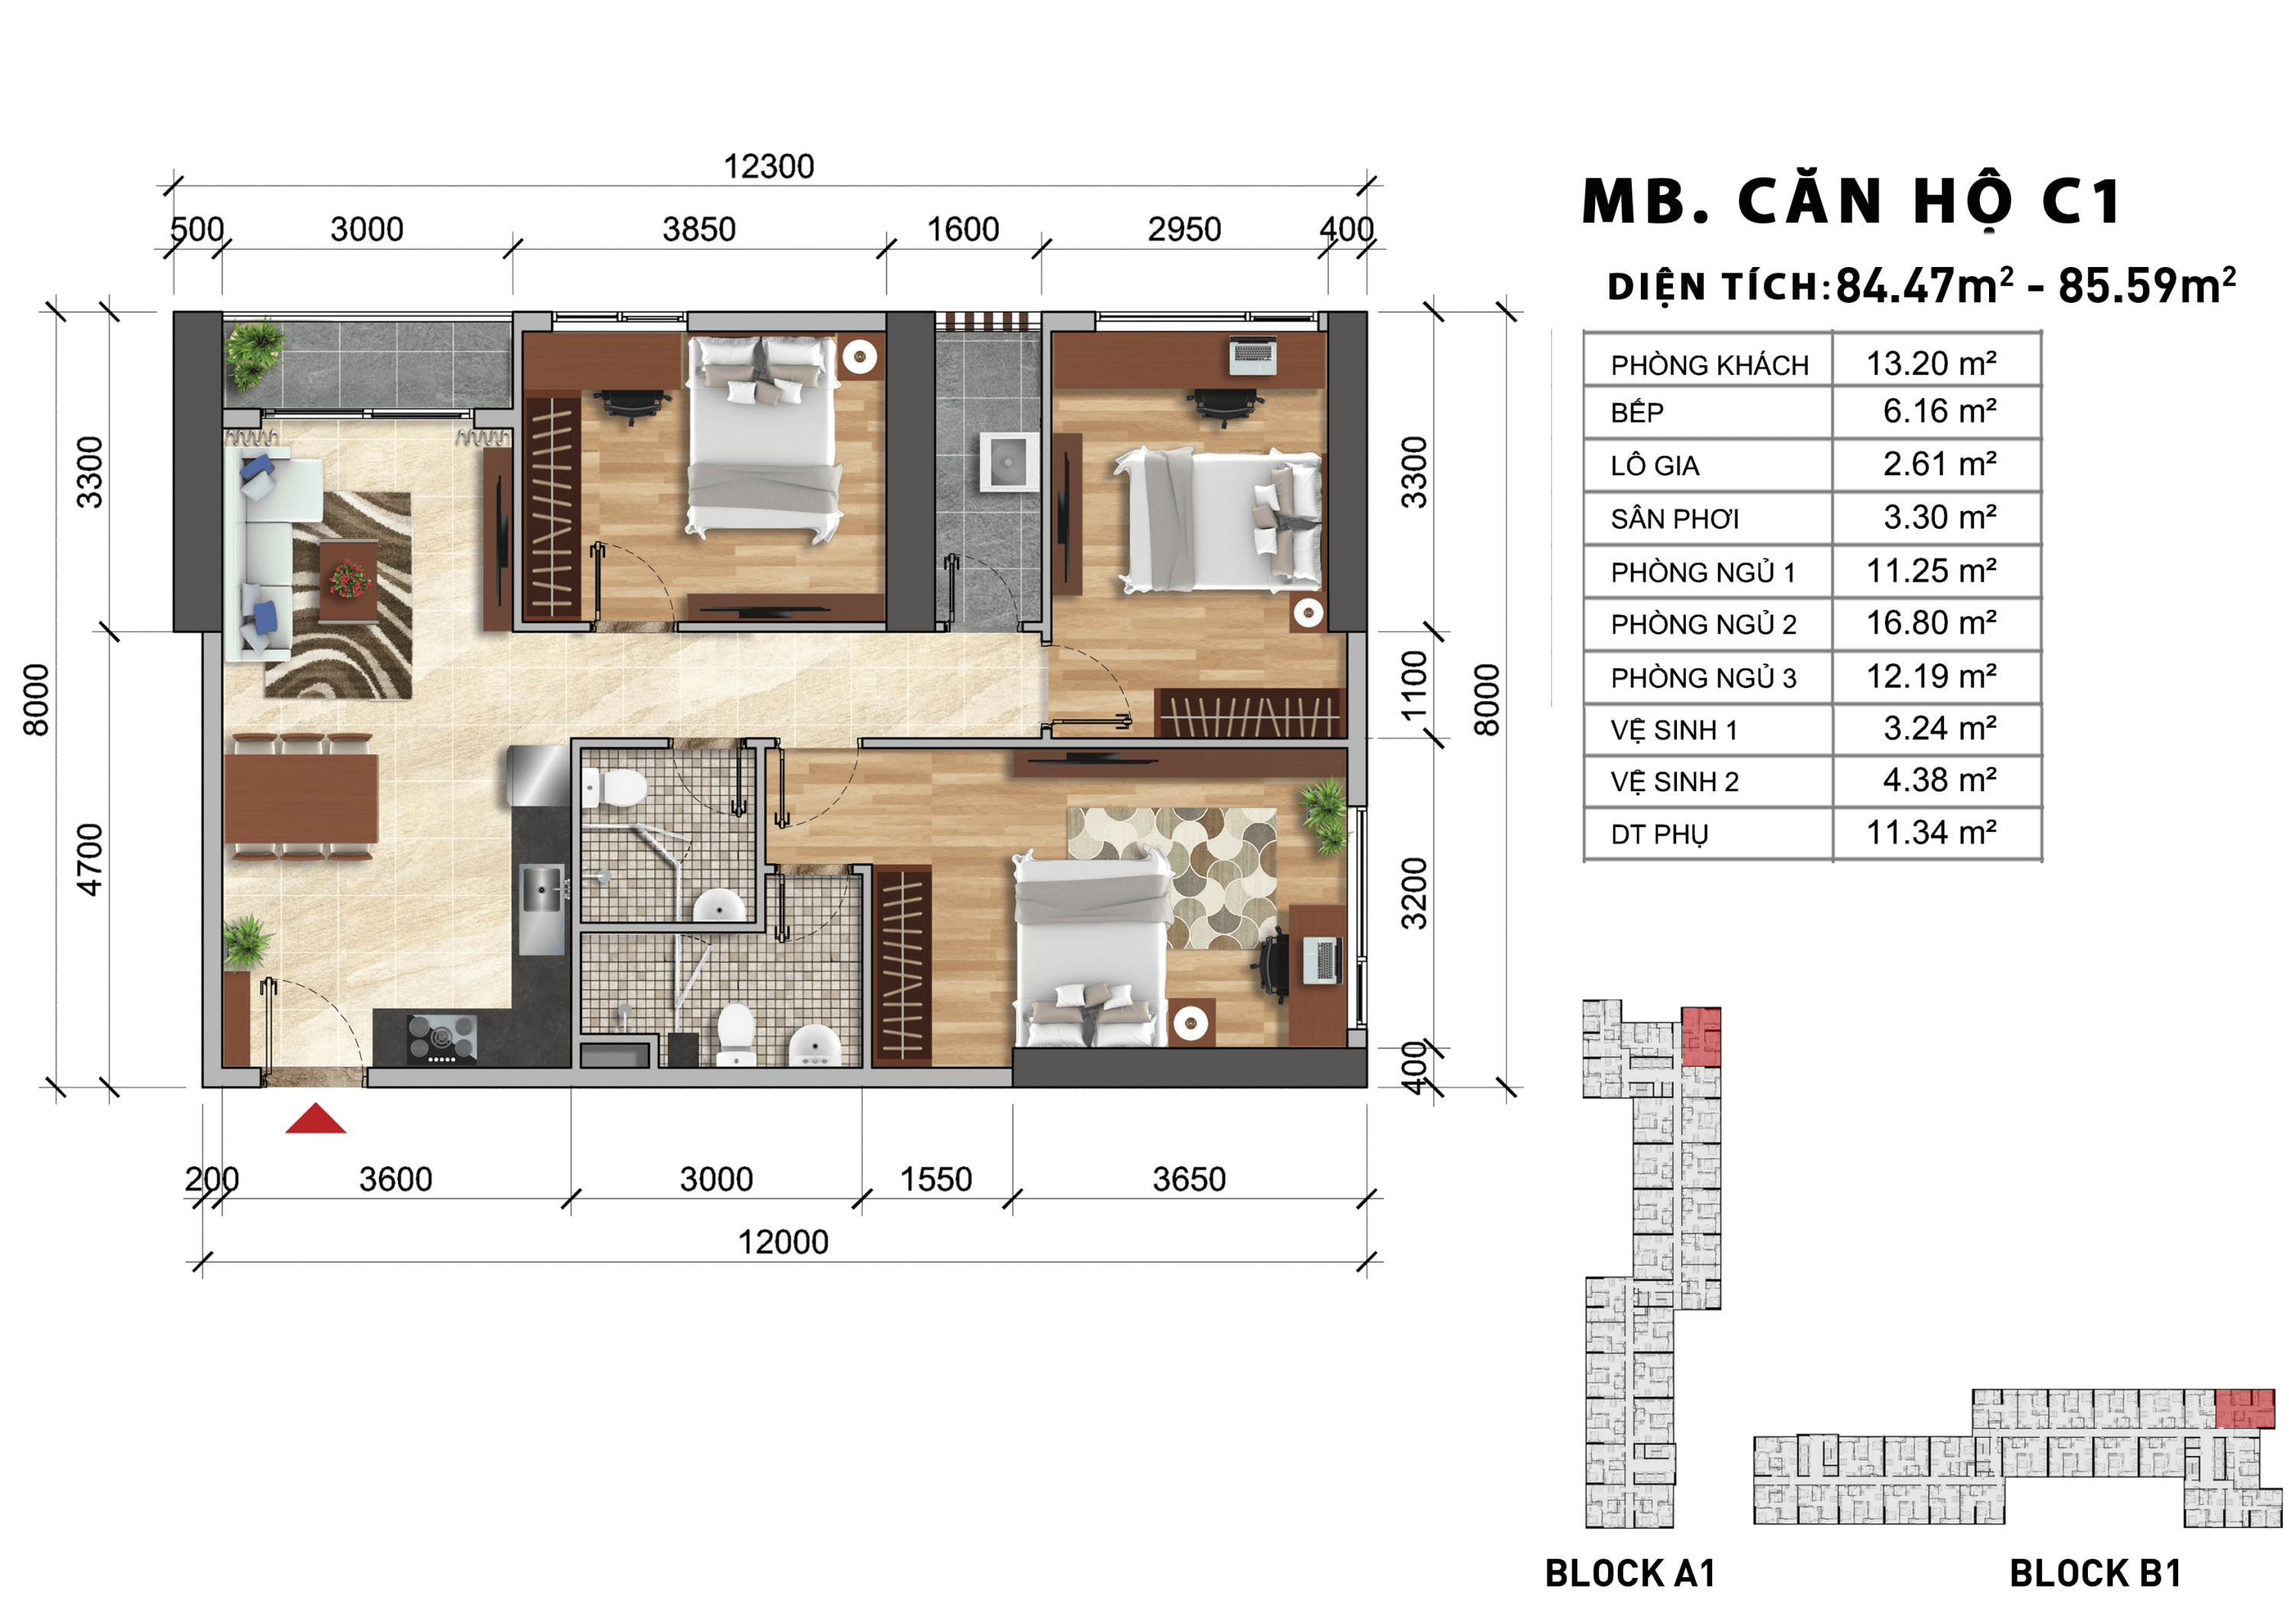 12300
500 3000 3850 1600 2950 400
8000
3300
4700
3300
1100
3200
400
8000
200 3600 3000 1550 3650
12000
MB. CĂN HỘ C1
DIỆN TÍCH: 84.47m² - 85.59m²
PHÒNG KHÁCH 13.20 m²
BẾP 6.16 m²
LÔ GIA 2.61 m²
SÂN PHƠI 3.30 m²
PHÒNG NGỦ 1 11.25 m²
PHÒNG NGỦ 2 16.80 m²
PHÒNG NGỦ 3 12.19 m²
VỆ SINH 1 3.24 m²
VỆ SINH 2 4.38 m²
DT PHỤ 11.34 m²
BLOCK A1
BLOCK B1